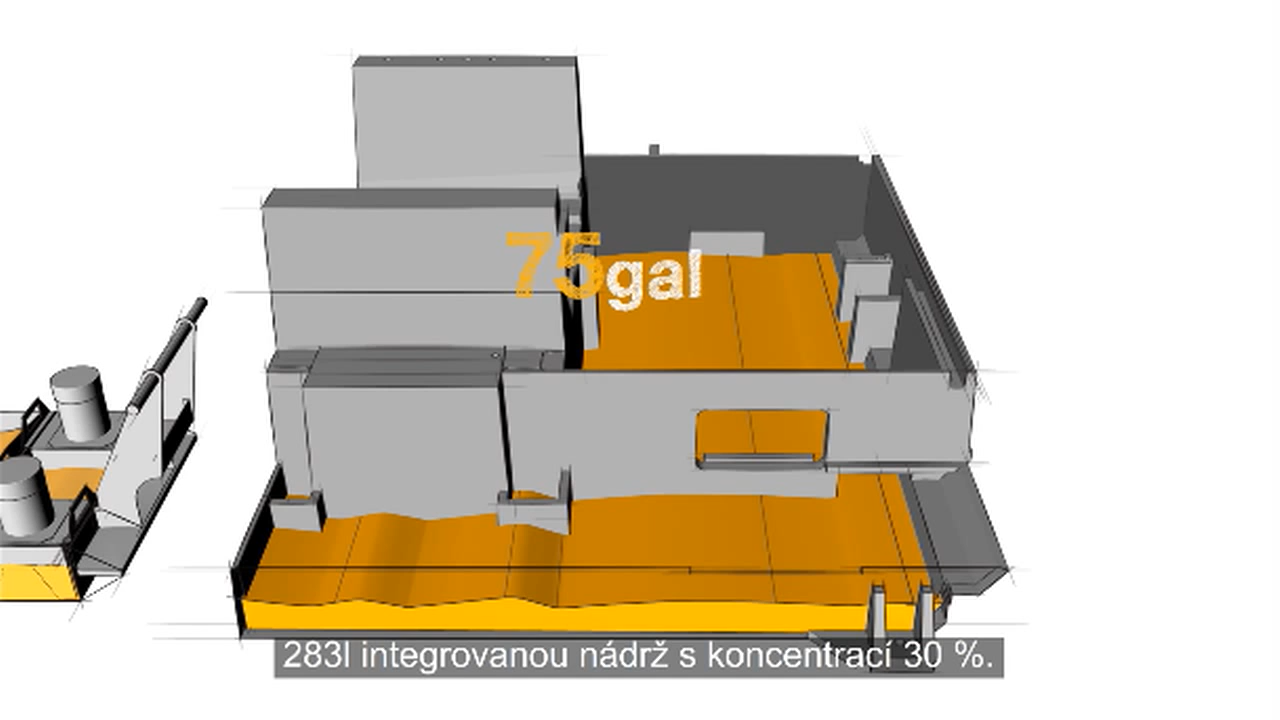 75gal
283l integrovanou nádrž s koncentrací 30 %.